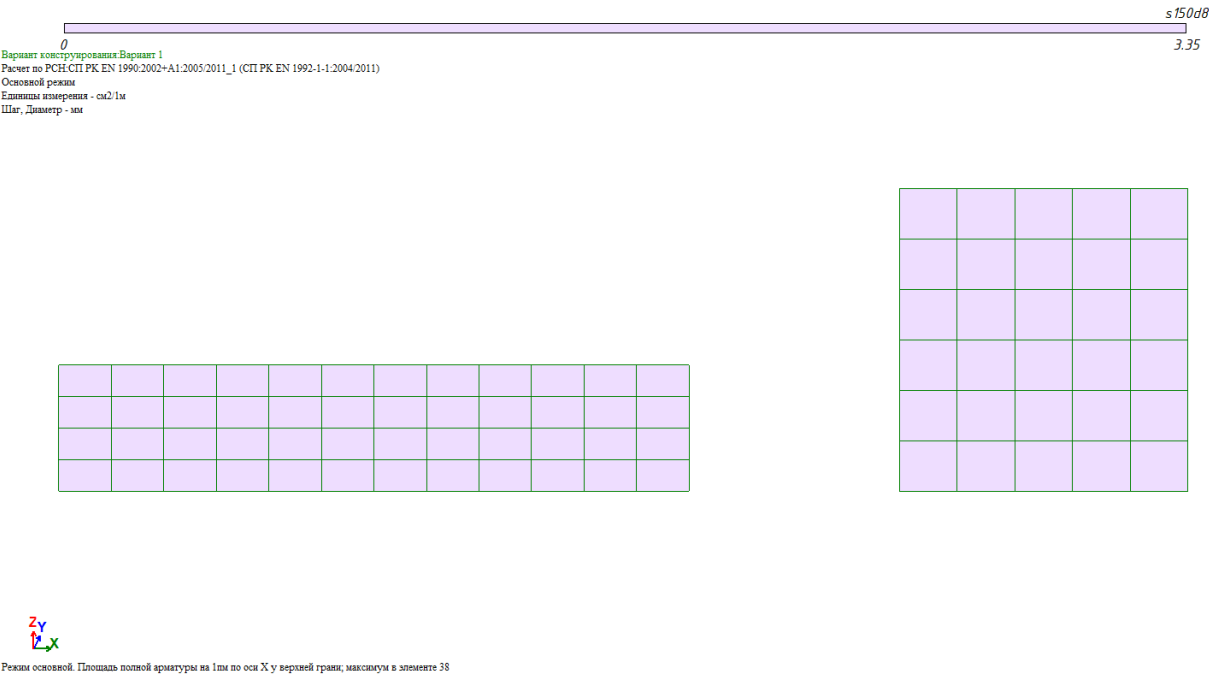 s150d8
0
3.35
Вариант конструирования:Вариант 1
Расчет по РСН:СП РК EN 1990:2002+A1:2005/2011_1 (СП РК EN 1992-1-1:2004/2011)
Основной режим
Единицы измерения - см2/1м
Шаг, Диаметр - мм
Z
Y
X
Режим основной. Площадь полной арматуры на 1пм по оси X у верхней грани; максимум в элементе 38